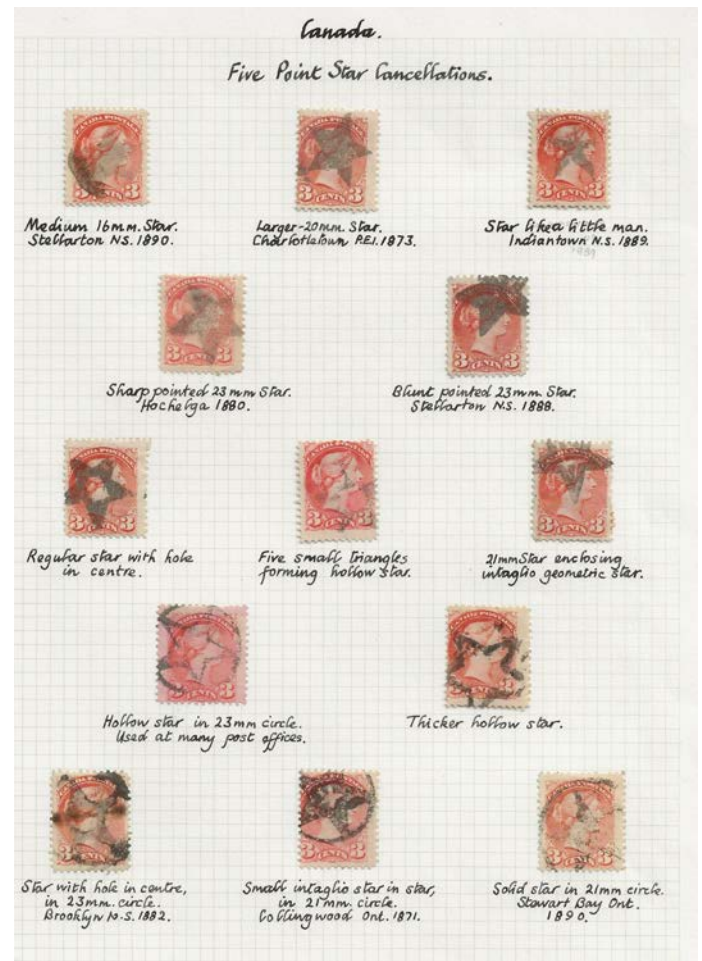 Canada.
Five Point Star Cancellations.
Medium 16mm. Star.
Stellarton N.S. 1890.
Larger-20mm. Star.
Charlottetown P.E.I. 1873.
Star like a little man.
Indiantown N.S. 1889.
Sharp pointed 23mm Star.
Hochelga 1880.
Blunt pointed 23mm. Star.
Stellarton N.S. 1888.
Regular star with hole
in centre.
Five small triangles
forming hollow star.
21mm Star enclosing
intaglio geometric star.
Hollow star in 23mm circle.
Used at many post offices.
Thicker hollow star.
Star with hole in centre,
in 23mm. circle.
Brooklyn N.S. 1882.
Small intaglio star in star,
in 21mm. circle.
Collingwood Ont. 1871.
Solid star in 21mm circle.
Stewart Bay Ont.
1890.